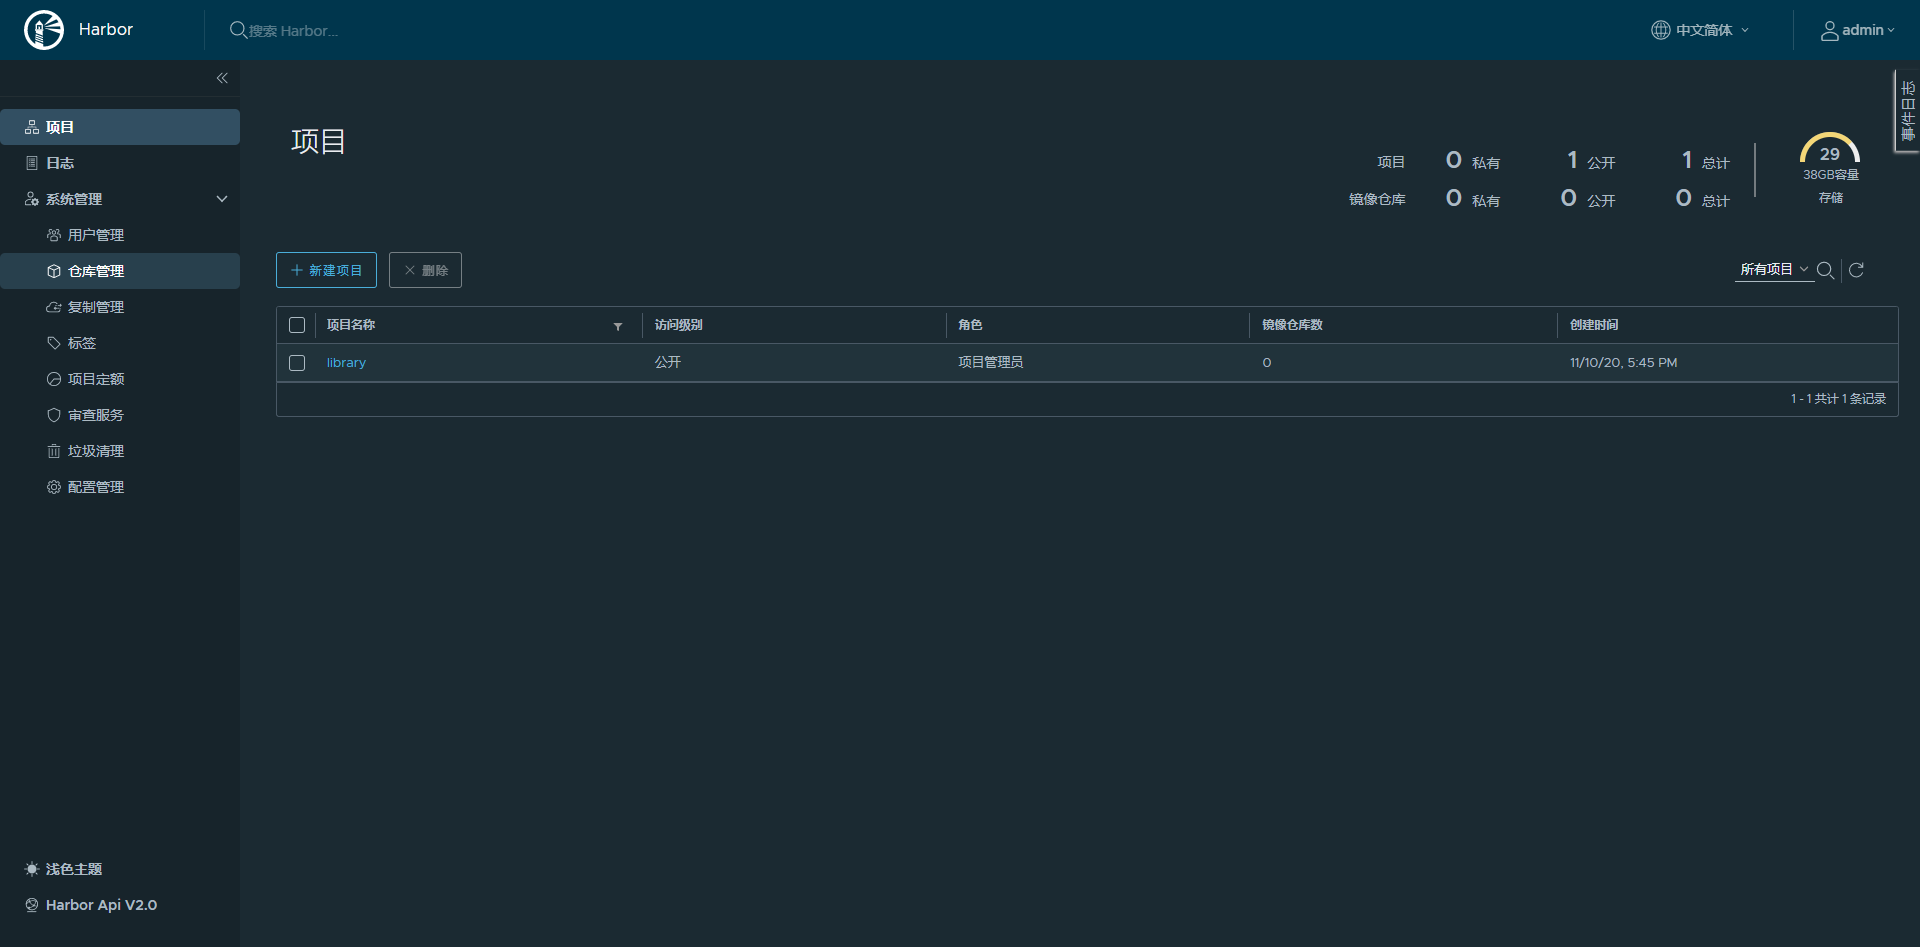 Harbor
搜索 Harbor...
中文简体
admin
事件日志
项目
日志
系统管理
用户管理
仓库管理
复制管理
标签
项目定额
审查服务
垃圾清理
配置管理
浅色主题
Harbor Api V2.0
项目
项目 0 私有 1 公开 1 总计
镜像仓库 0 私有 0 公开 0 总计
29
38GB容量
存储
新建项目 删除
所有项目
项目名称 访问级别 角色 镜像仓库数 创建时间
library 公开 项目管理员 0 11/10/20, 5:45 PM
1 - 1 共计 1 条记录